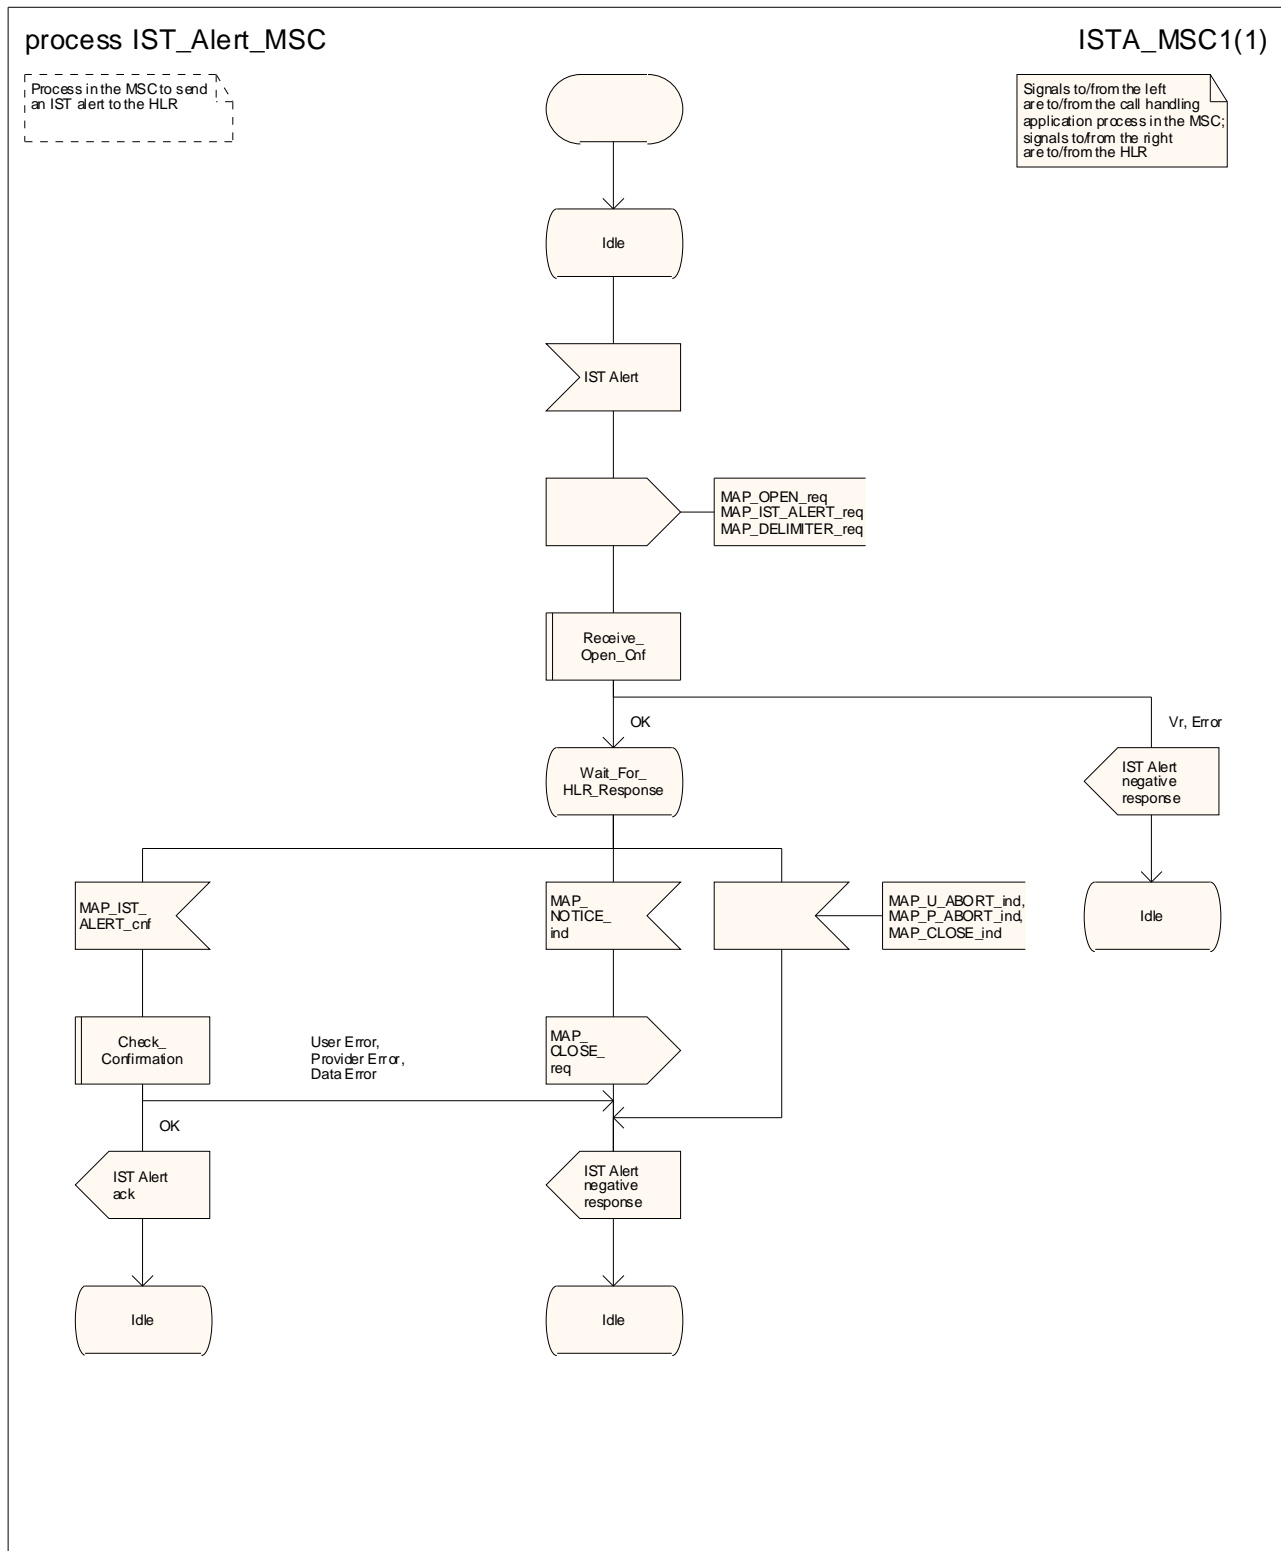 process IST_Alert_MSC
ISTA_MSC1(1)
Process in the MSC to send
an IST alert to the HLR
Signals to/from the left
are to/from the call handling
application process in the MSC;
signals to/from the right
are to/from the HLR
Idle
IST Alert
MAP_OPEN_req
MAP_IST_ALERT_req
MAP_DELIMITER_req
Receive_
Open_Cnf
OK
Vr, Error
Wait_For_
HLR_Response
IST Alert
negative
response
MAP_IST_
ALERT_cnf
MAP_
NOTICE_
ind
MAP_U_ABORT_ind,
MAP_P_ABORT_ind,
MAP_CLOSE_ind
Idle
Check_
Confirmation
User Error,
Provider Error,
Data Error
MAP_
CLOSE_
req
OK
IST Alert
ack
IST Alert
negative
response
Idle
Idle